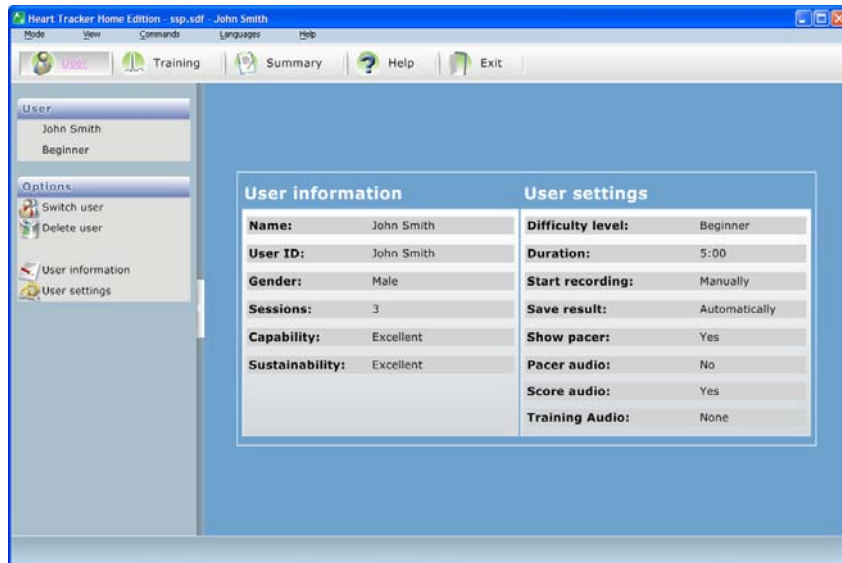 Heart Tracker Home Edition - ssp.sdf - John Smith
Mode View Commands Languages Help
User Training Summary Help Exit
User
John Smith
Beginner
Options
Switch user
Delete user
User information
User settings
User information
Name: John Smith
User ID: John Smith
Gender: Male
Sessions: 3
Capability: Excellent
Sustainability: Excellent
User settings
Difficulty level: Beginner
Duration: 5:00
Start recording: Manually
Save result: Automatically
Show pacer: Yes
Pacer audio: No
Score audio: Yes
Training Audio: None